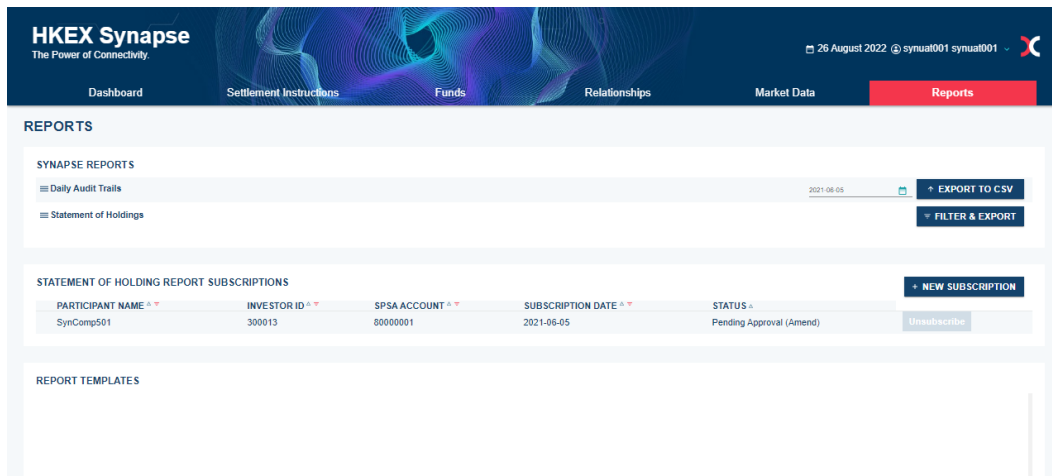 HKEX Synapse
The Power of Connectivity.
26 August 2022 synuat001 synuat001
Dashboard Settlement Instructions Funds Relationships Market Data Reports
REPORTS
SYNAPSE REPORTS
Daily Audit Trails 2021-06-05 EXPORT TO CSV
Statement of Holdings FILTER & EXPORT
STATEMENT OF HOLDING REPORT SUBSCRIPTIONS + NEW SUBSCRIPTION
PARTICIPANT NAME INVESTOR ID SPSA ACCOUNT SUBSCRIPTION DATE STATUS
SynComp501 300013 80000001 2021-06-05 Pending Approval (Amend) Unsubscribe
REPORT TEMPLATES